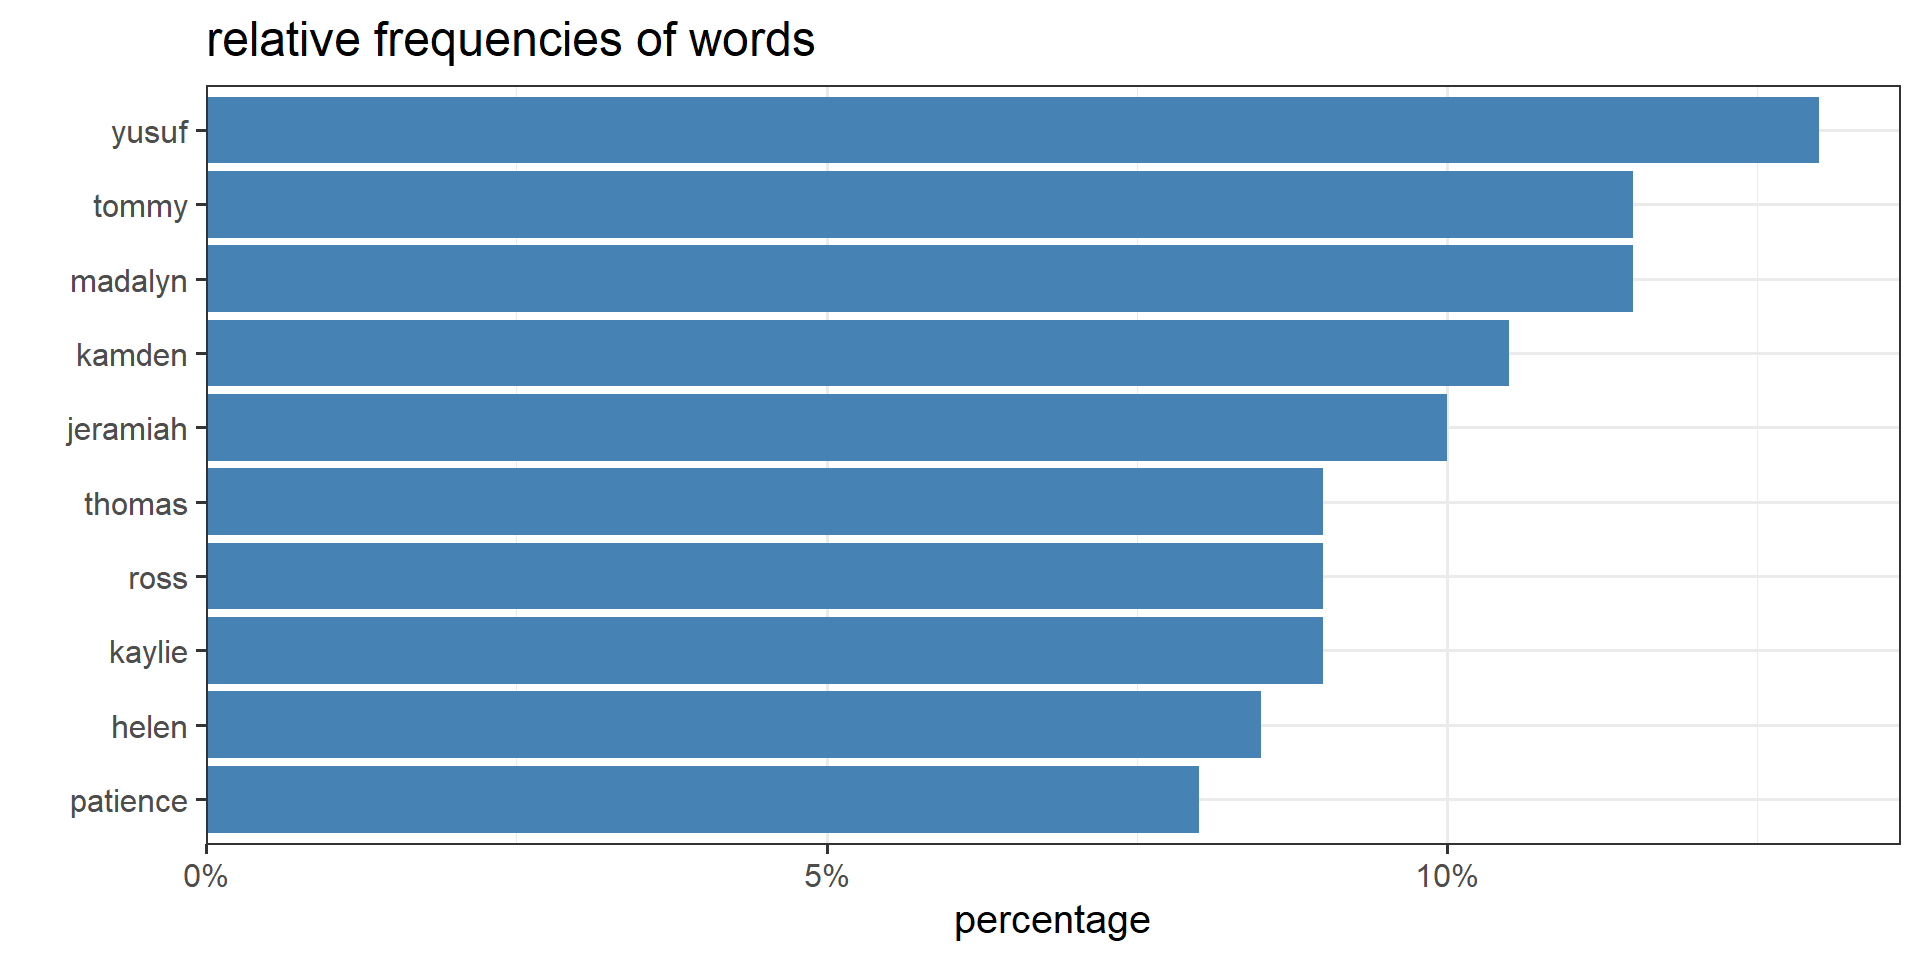 relative frequencies of words
yusuf
tommy
madalyn
kamden
jeramiah
thomas
ross
kaylie
helen
patience
0% 5% 10%
percentage